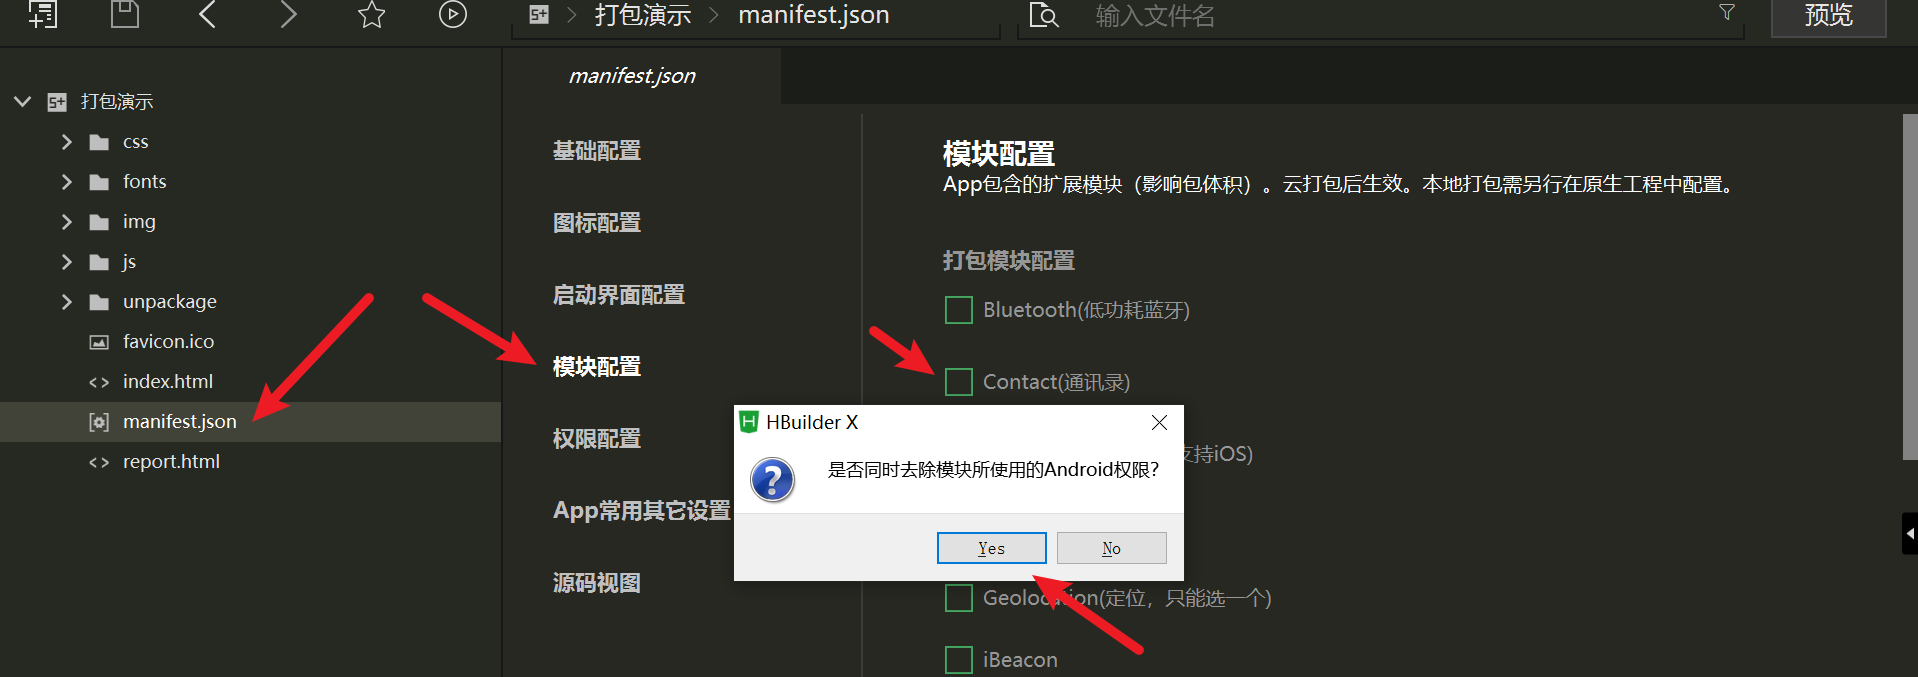 打包演示
manifest.json
输入文件名
预览
打包演示
css
fonts
img
js
unpackage
favicon.ico
index.html
manifest.json
report.html
manifest.json
基础配置
图标配置
启动界面配置
模块配置
权限配置
App常用其它设置
源码视图
模块配置
App包含的扩展模块（影响包体积）。云打包后生效。本地打包需另行在原生工程中配置。
打包模块配置
Bluetooth(低功耗蓝牙)
Contact(通讯录)
支持iOS)
HBuilder X
是否同时去除模块所使用的Android权限?
Yes
No
Geolocation(定位，只能选一个)
iBeacon